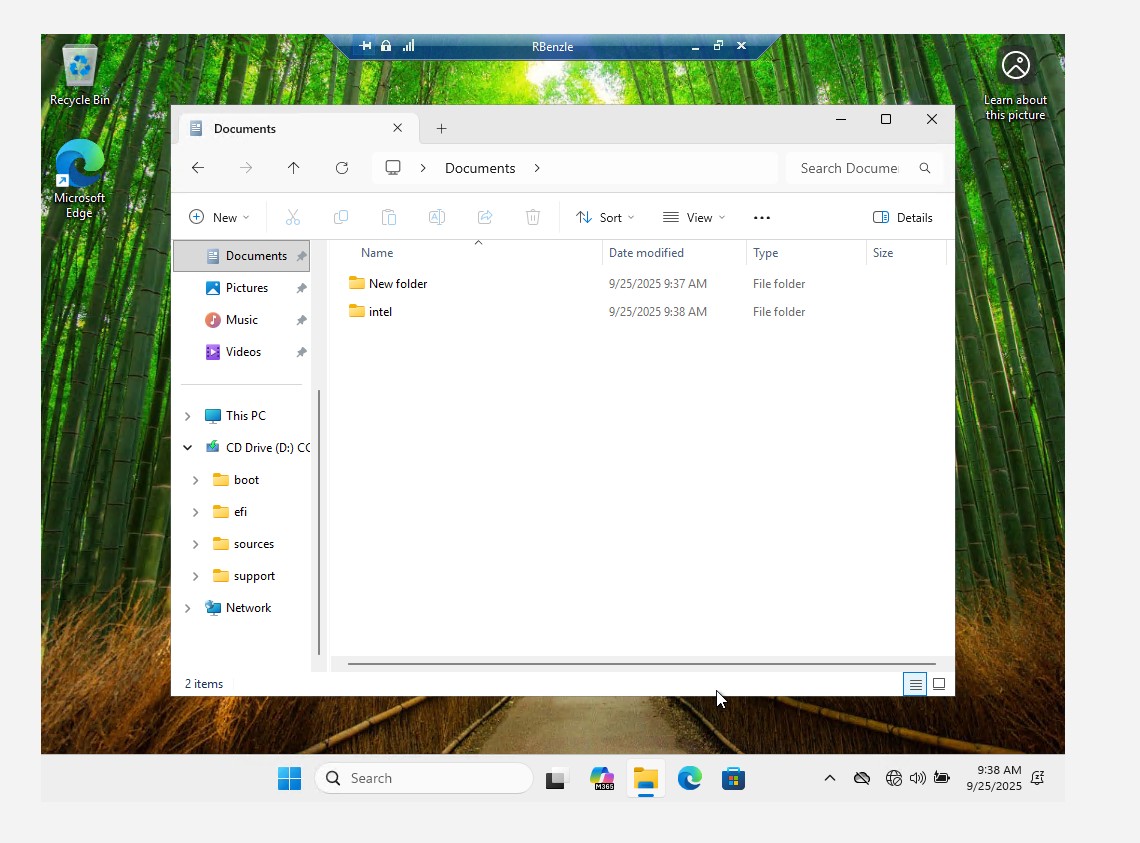 RBenzle
Recycle Bin
Learn about
this picture
Microsoft
Edge
Documents
Documents
Search Docume
New
Sort
View
Details
Name
Date modified
Type
Size
Documents
Pictures
Music
Videos
This PC
CD Drive (D:) CC
boot
efi
sources
support
Network
New folder
9/25/2025 9:37 AM
File folder
intel
9/25/2025 9:38 AM
File folder
2 items
Search
M365
9:38 AM
9/25/2025